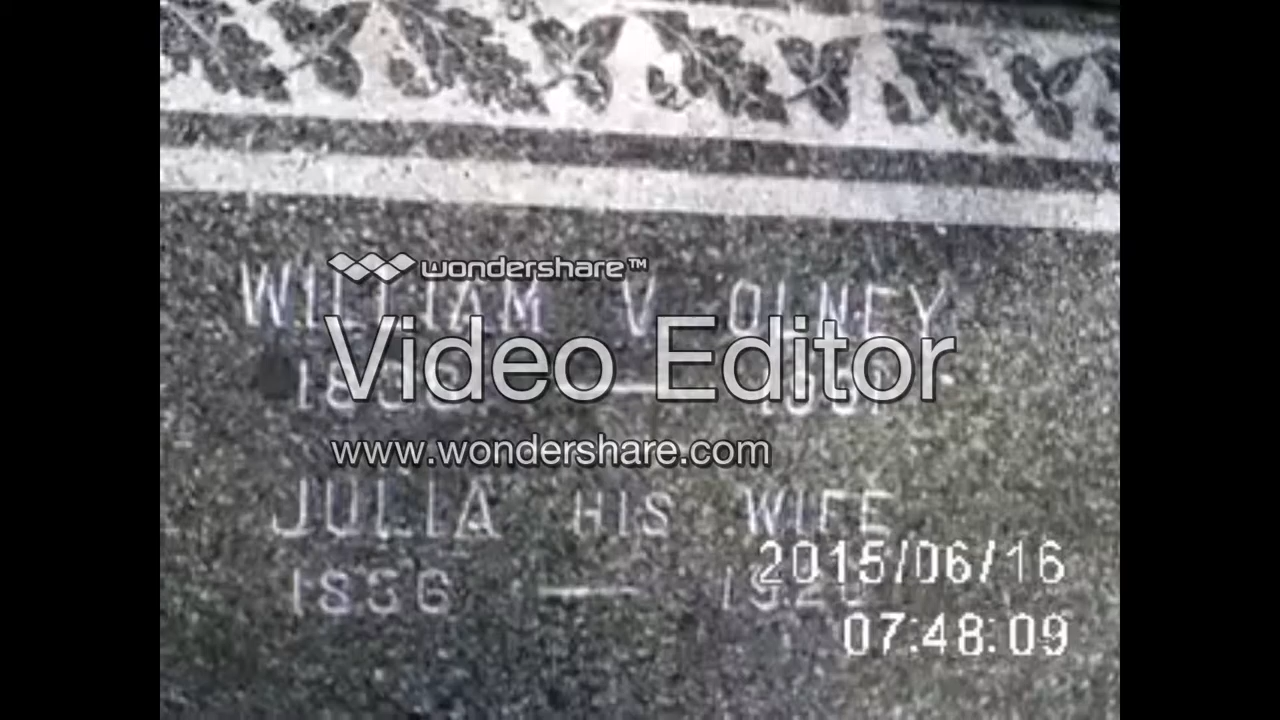 wondershare™
WILLIAM V OLNEY
Video Editor
www.wondershare.com
JULIA HIS WIFE
2015/06/16
1836 —
07:48:09